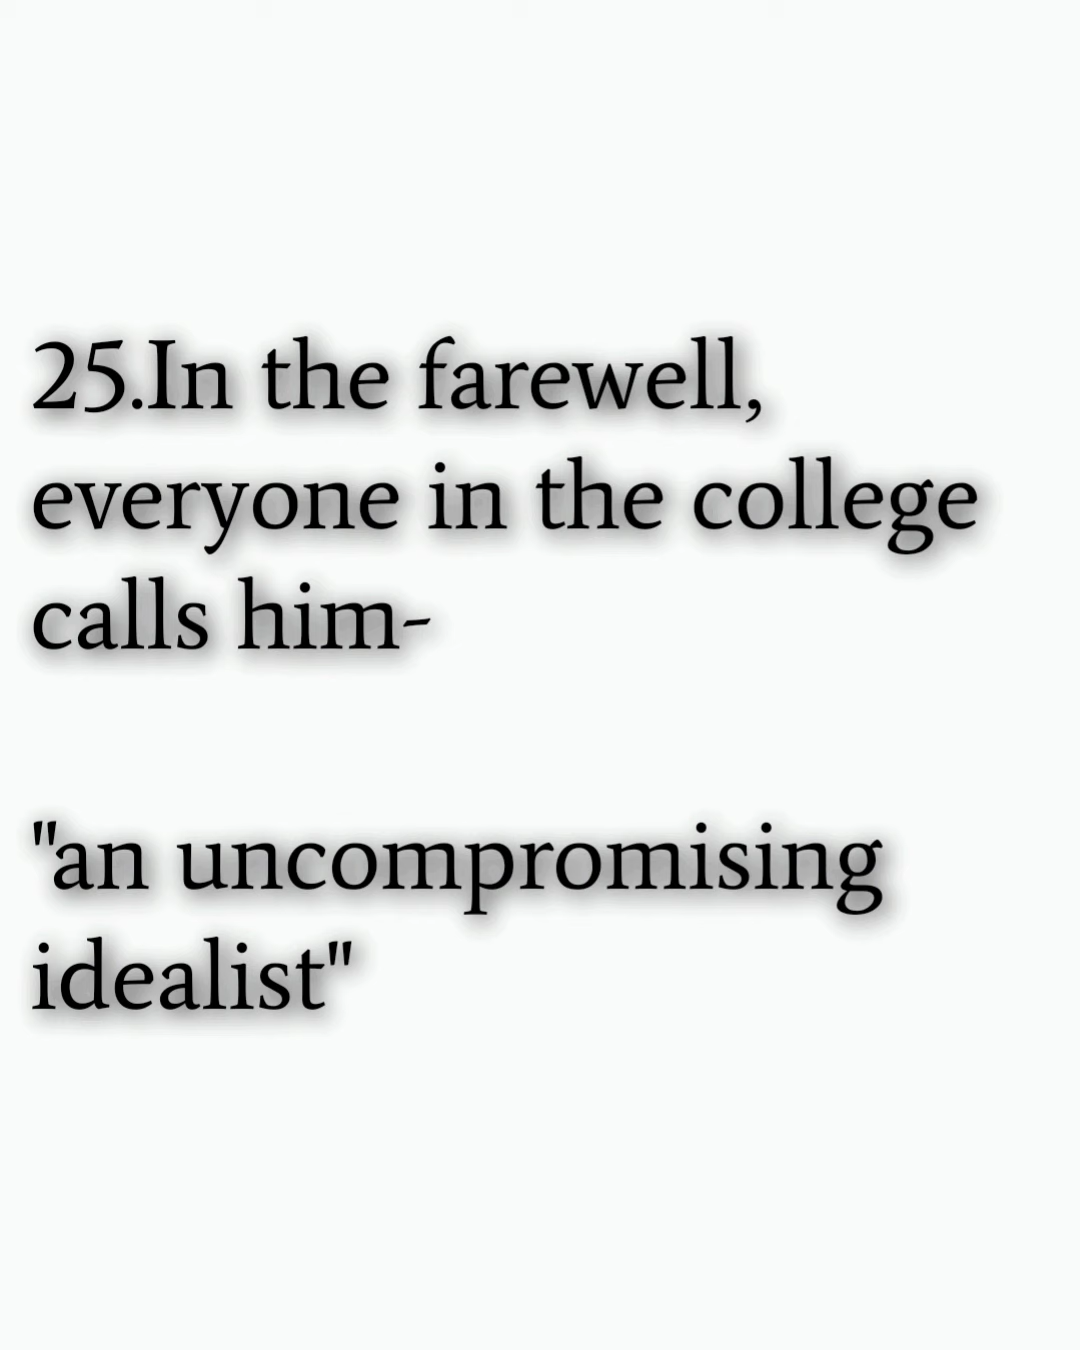 25.In the farewell,
everyone in the college
calls him-
"an uncompromising
idealist"